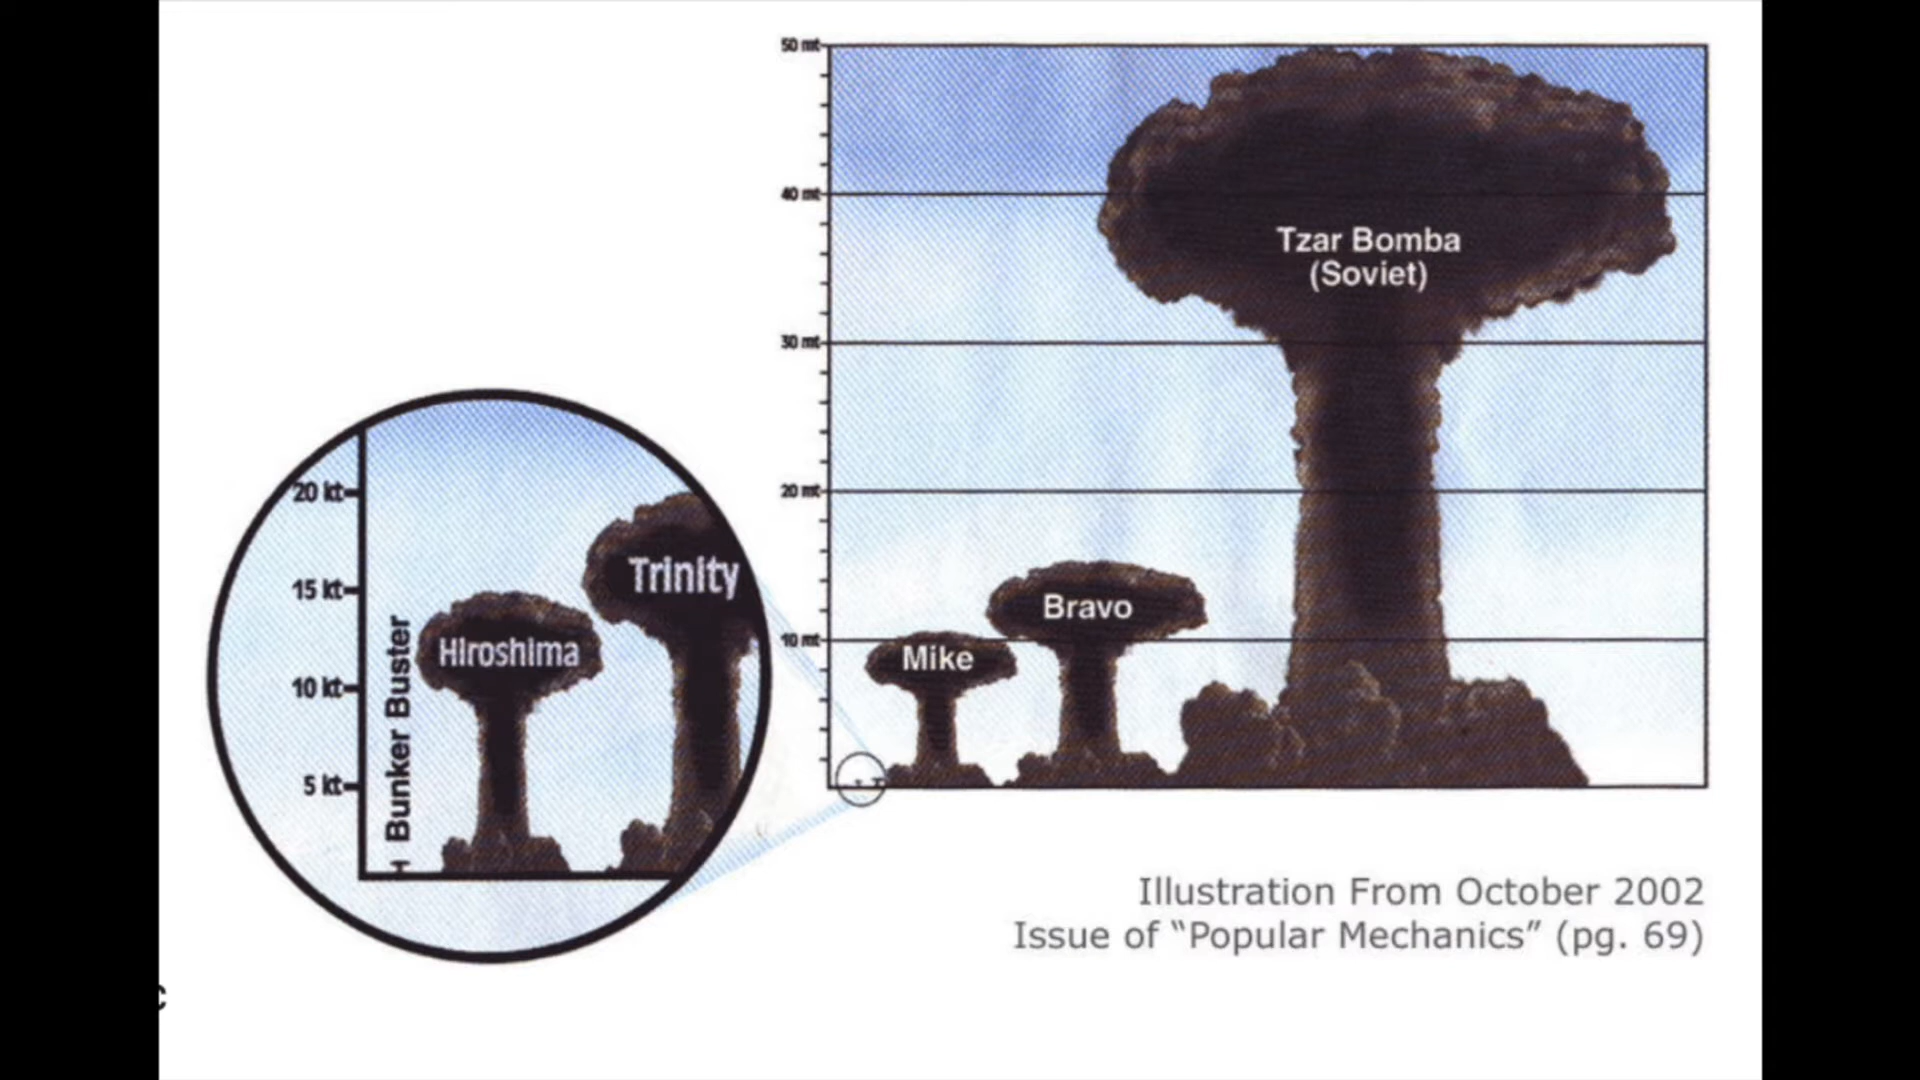 50 mt
40 mt
30 mt
20 mt
10 mt
Tzar Bomba
(Soviet)
Bravo
Mike
20 kt
15 kt
10 kt
5 kt
Bunker Buster
Hiroshima
Trinity
Illustration From October 2002
Issue of “Popular Mechanics” (pg. 69)